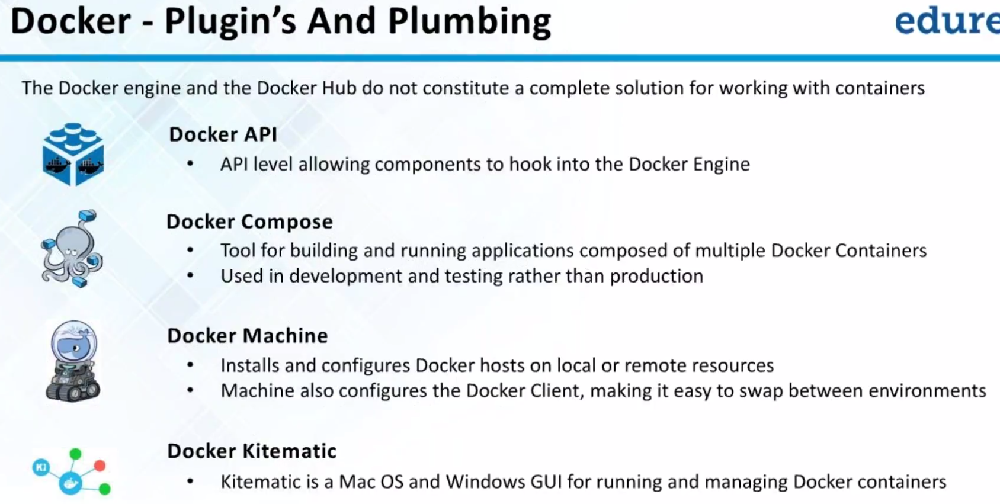 Docker - Plugin's And Plumbing
edure
The Docker engine and the Docker Hub do not constitute a complete solution for working with containers
Docker API
• API level allowing components to hook into the Docker Engine
Docker Compose
• Tool for building and running applications composed of multiple Docker Containers
• Used in development and testing rather than production
Docker Machine
• Installs and configures Docker hosts on local or remote resources
• Machine also configures the Docker Client, making it easy to swap between environments
KI
Docker Kitematic
• Kitematic is a Mac OS and Windows GUI for running and managing Docker containers